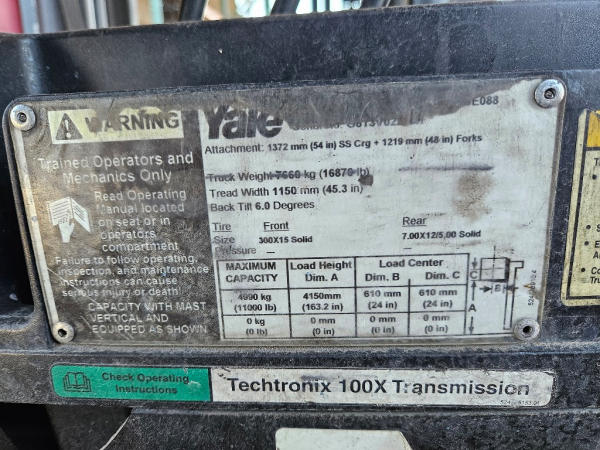 WARNING
Trained Operators and
Mechanics Only
Read Operating
Manual located
on seat or in
operators
compartment
Failure to follow operating,
inspection, and maintenance
instructions can cause
serious injury, or death.
CAPACITY WITH MAST
VERTICAL AND
EQUIPPED AS SHOWN
Yale
E088
Attachment: 1372 mm (54 in) SS Crg + 1219 mm (48 in) Forks
Truck Weight 7660 kg (16870 lb)
Tread Width 1150 mm (45.3 in)
Back Tilt 6.0 Degrees
Tire Front Rear
Size 300X15 Solid 7.00X12/5.00 Solid
Pressure – –
MAXIMUM CAPACITY Load Height Dim. A Load Center Dim. B Dim. C
4990 kg 4150mm 610 mm 610 mm
(11000 lb) (163.2 in) (24 in) (24 in)
0 kg 0 mm 0 mm 0 mm
(0 lb) (0 in) (0 in) (0 in)
C
B
A
Check Operating
Instructions
Techtronix 100X Transmission